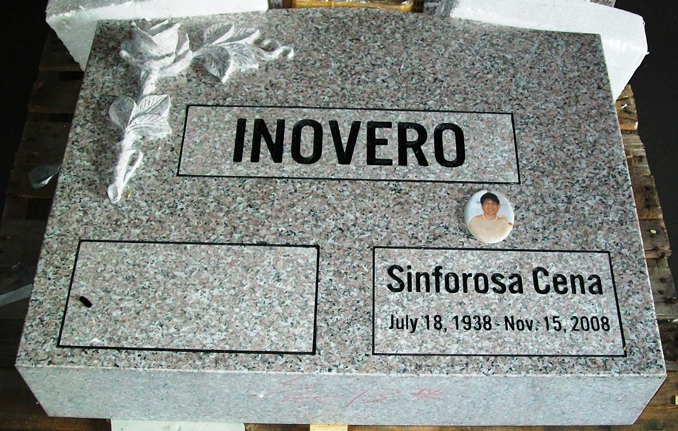 INOVERO
Sinforosa Cena
July 18, 1938 - Nov. 15, 2008